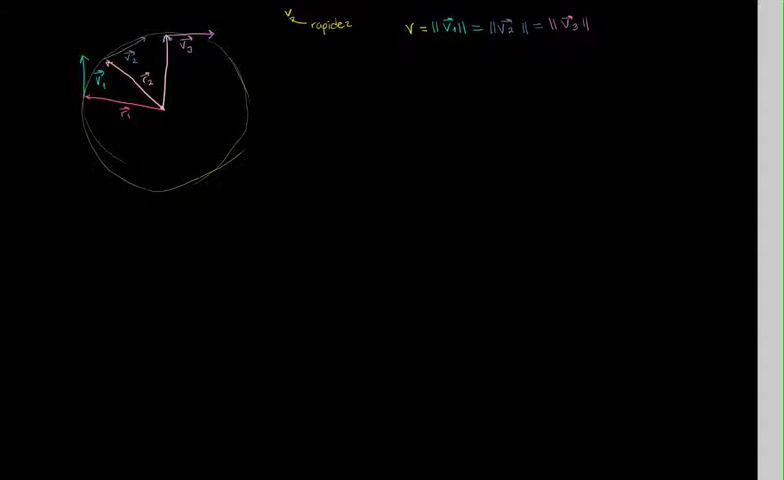 v rapidez
v = ||v⃗1|| = ||v⃗2|| = ||v⃗3||
v⃗3
v⃗2
v⃗1
r⃗2
r⃗1